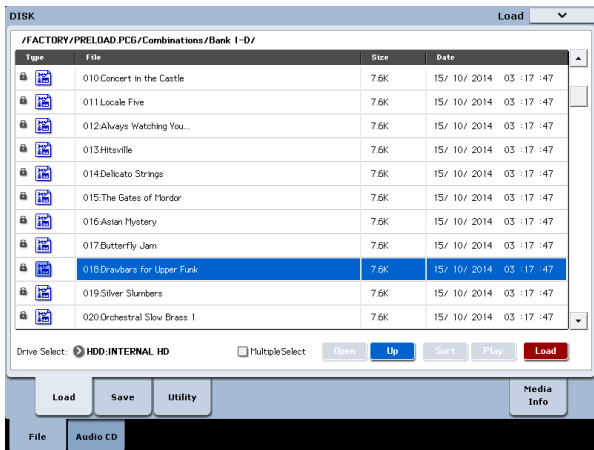 DISK Load
/FACTORY/PRELOAD.PCG/Combinations/Bank I-D/
Type File Size Date
010:Concert in the Castle 7.6K 15/ 10/ 2014 03 :17 :47
011:Locale Five 7.6K 15/ 10/ 2014 03 :17 :47
012:Always Watching You... 7.6K 15/ 10/ 2014 03 :17 :47
013:Hitsville 7.6K 15/ 10/ 2014 03 :17 :47
014:Delicato Strings 7.6K 15/ 10/ 2014 03 :17 :47
015:The Gates of Mordor 7.6K 15/ 10/ 2014 03 :17 :47
016:Asian Mystery 7.6K 15/ 10/ 2014 03 :17 :47
017:Butterfly Jam 7.6K 15/ 10/ 2014 03 :17 :47
018:Drawbars for Upper Funk 7.6K 15/ 10/ 2014 03 :17 :47
019:Silver Slumbers 7.6K 15/ 10/ 2014 03 :17 :47
020:Orchestral Slow Brass 1 7.6K 15/ 10/ 2014 03 :17 :47
Drive Select: HDD:INTERNAL HD MultipleSelect Open Up Sort Play Load
Load Save Utility Media Info
File Audio CD